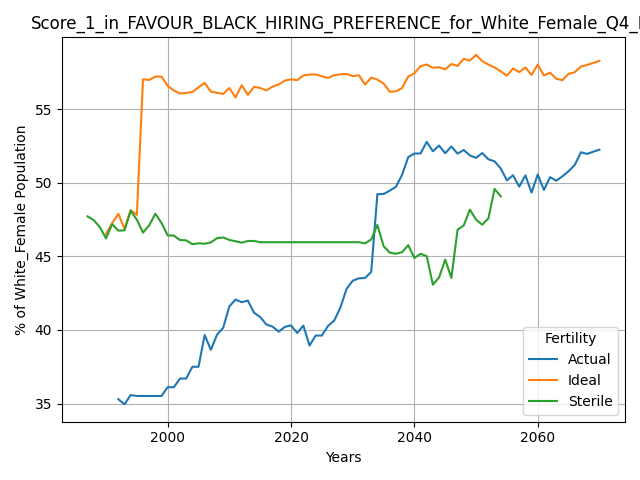 Score_1_in_FAVOUR_BLACK_HIRING_PREFERENCE_for_White_Female_Q4_
% of White_Female Population
55
50
45
40
35
2000 2020 2040 2060
Years
Fertility
Actual
Ideal
Sterile